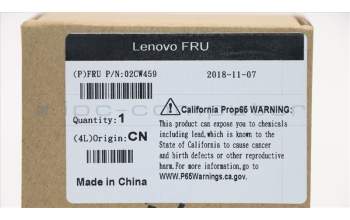 Lenovo FRU
(P)FRU P/N:02CW459
2018-11-07
Quantity:1
(4L)Origin:CN
Made in China
California Prop65 WARNING:
This product can expose you to chemicals
including lead,which is known to the
State of California to cause cancer
and birth defects or other reproductive
harm.For more information,go to
WWW.P65Warnings.ca.gov.